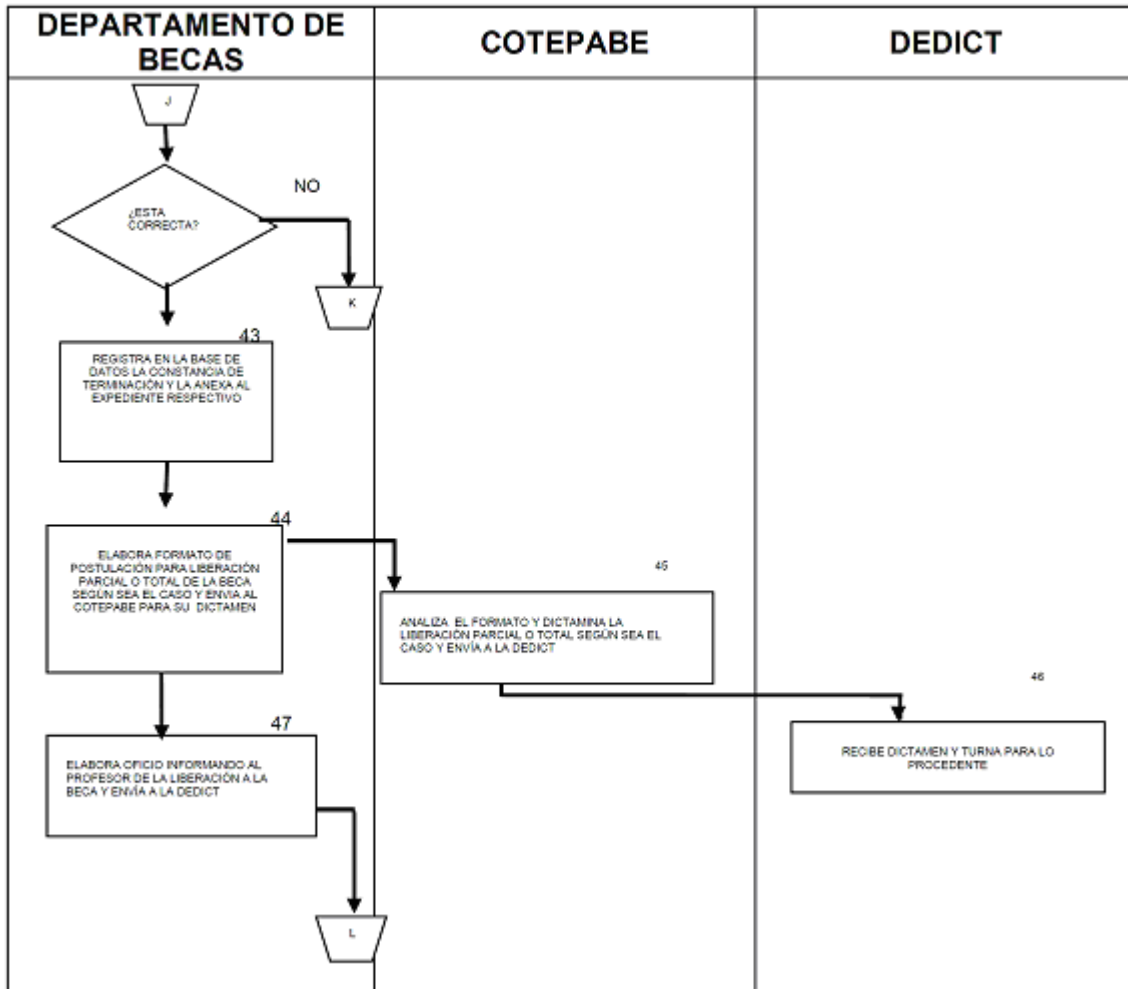 DEPARTAMENTO DE
BECAS
COTEPABE
DEDICT
J
¿ESTA
CORRECTA?
NO
K
43
REGISTRA EN LA BASE DE
DATOS LA CONSTANCIA DE
TERMINACIÓN Y LA ANEXA AL
EXPEDIENTE RESPECTIVO
44
ELABORA FORMATO DE
POSTULACIÓN PARA LIBERACIÓN
PARCIAL O TOTAL DE LA BECA
SEGÚN SEA EL CASO Y ENVIA AL
COTEPABE PARA SU DICTAMEN
45
ANALIZA EL FORMATO Y DICTAMINA LA
LIBERACIÓN PARCIAL O TOTAL SEGÚN SEA EL
CASO Y ENVÍA A LA DEDICT
46
RECIBE DICTAMEN Y TURNA PARA LO
PROCEDENTE
47
ELABORA OFICIO INFORMANDO AL
PROFESOR DE LA LIBERACIÓN A LA
BECA Y ENVÍA A LA DEDICT
L